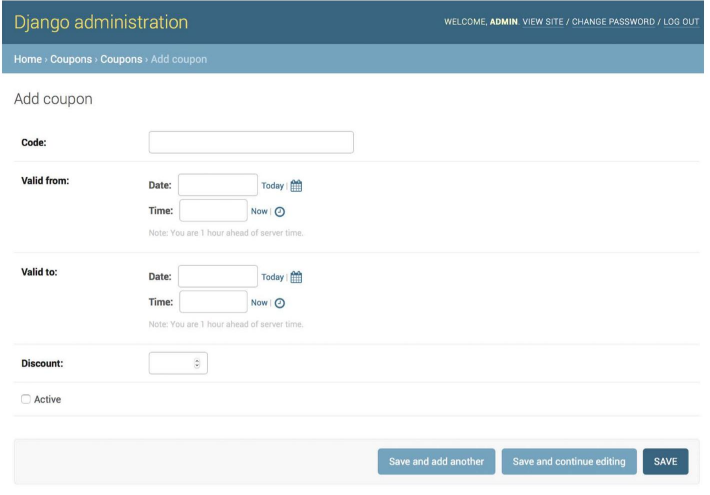 Django administration
WELCOME, ADMIN. VIEW SITE / CHANGE PASSWORD / LOG OUT
Home › Coupons › Coupons › Add coupon
Add coupon
Code:
Valid from:
Date: Today |
Time: Now |
Note: You are 1 hour ahead of server time.
Valid to:
Date: Today |
Time: Now |
Note: You are 1 hour ahead of server time.
Discount:
Active
Save and add another Save and continue editing SAVE